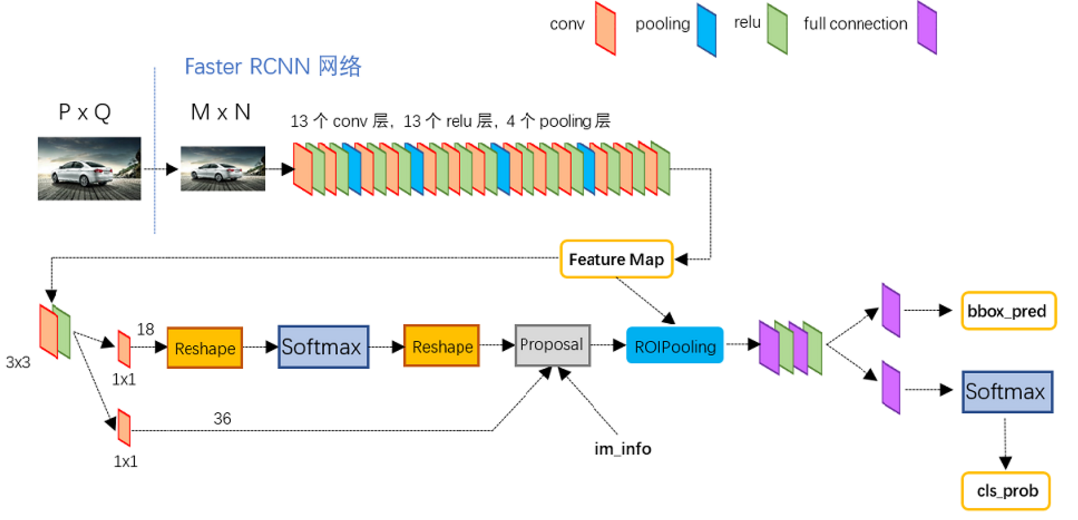 conv
pooling
relu
full connection
Faster RCNN 网络
P x Q
M x N
13 个 conv 层, 13 个 relu 层, 4 个 pooling 层
Feature Map
3x3
1x1
18
Reshape
Softmax
Reshape
Proposal
ROIPooling
bbox_pred
Softmax
36
1x1
im_info
cls_prob